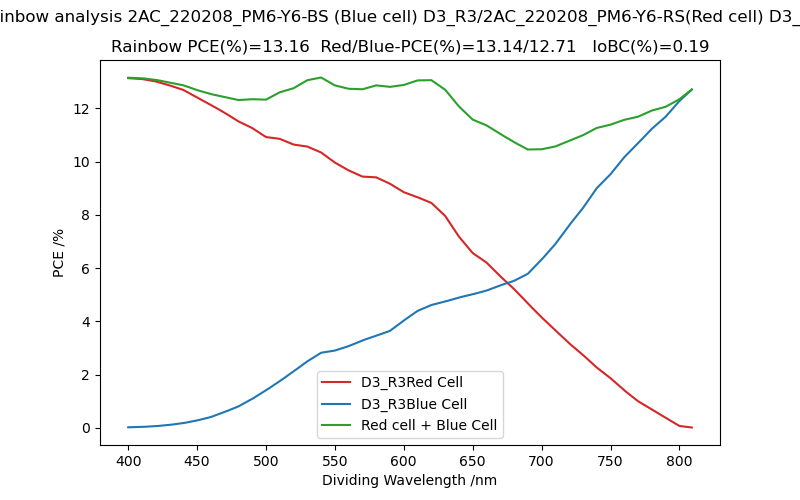 inbow analysis 2AC_220208_PM6-Y6-BS (Blue cell) D3_R3/2AC_220208_PM6-Y6-RS(Red cell) D3_
Rainbow PCE(%)=13.16  Red/Blue-PCE(%)=13.14/12.71   IoBC(%)=0.19
PCE /%
12
10
8
6
4
2
0
D3_R3Red Cell
D3_R3Blue Cell
Red cell + Blue Cell
400 450 500 550 600 650 700 750 800
Dividing Wavelength /nm